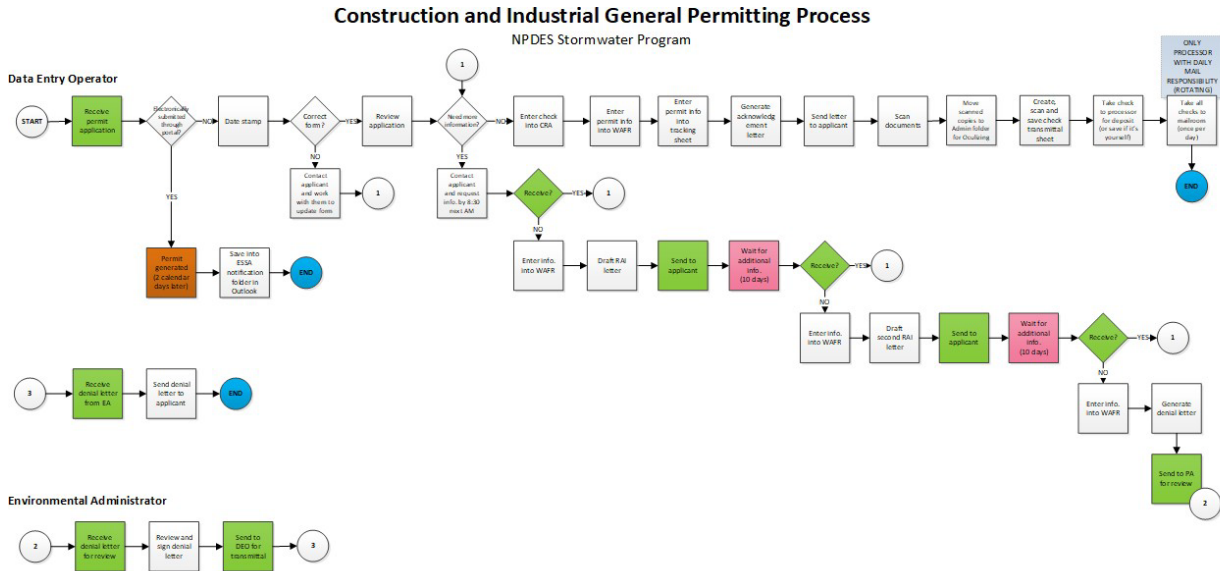 Construction and Industrial General Permitting Process
NPDES Stormwater Program
ONLY
PROCESSOR
WITH DAILY
MAIL
RESPONSIBILITY
(ROTATING)
Data Entry Operator
1
START
Receive
permit
application
Electronically
submitted
through
portal?
NO
Date stamp
Correct
form?
YES
Review
application
Need more
information?
NO
Enter check
into CRA
Enter
permit info
into WAFR
Enter
permit info
into
tracking
sheet
Generate
acknowledg
ement
letter
Send letter
to applicant
Scan
documents
Move
scanned
copies to
Admin folder
for Oculizing
Create,
scan and
save check
transmittal
sheet
Take check
to processor
for deposit
(or save if it's
yourself)
Take all
checks to
mailroom
(once per
day)
YES
NO
YES
END
Contact
applicant
and work
with them to
update form
1
Contact
applicant
and request
info. by 8:30
next AM
Receive?
YES
1
NO
Permit
generated
(2 calendar
days later)
Save into
ESSA
notification
folder in
Outlook
END
Enter info.
into WAFR
Draft RAI
letter
Send to
applicant
Wait for
additional
info.
(10 days)
Receive?
YES
1
NO
Enter info.
into WAFR
Draft
second RAI
letter
Send to
applicant
Wait for
additional
info.
(10 days)
Receive?
YES
1
NO
3
Receive
denial letter
from EA
Send denial
letter to
applicant
END
Enter info.
into WAFR
Generate
denial letter
Send to PA
for review
2
Environmental Administrator
2
Receive
denial letter
for review
Review and
sign denial
letter
Send to
DEO for
transmittal
3